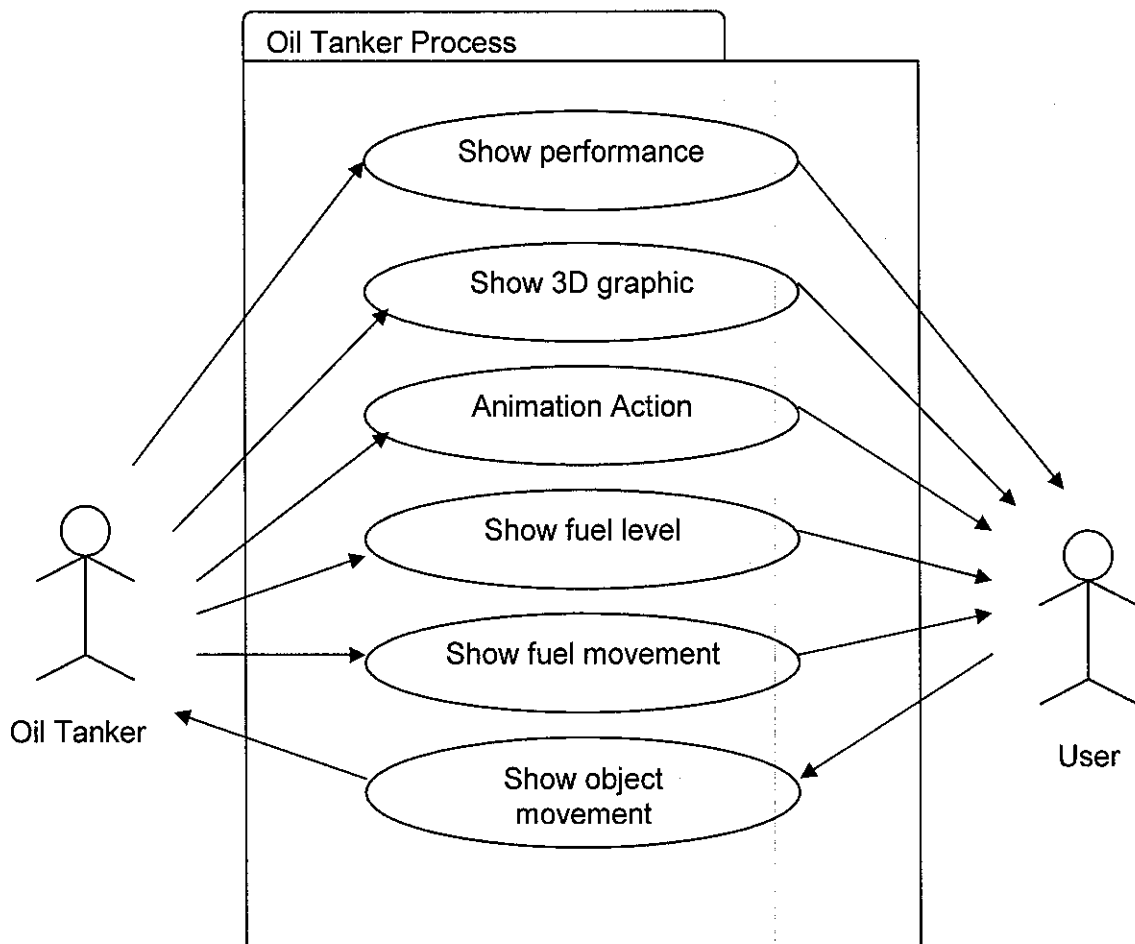 Oil Tanker Process
Show performance
Show 3D graphic
Animation Action
Show fuel level
Show fuel movement
Show object
movement
Oil Tanker
User